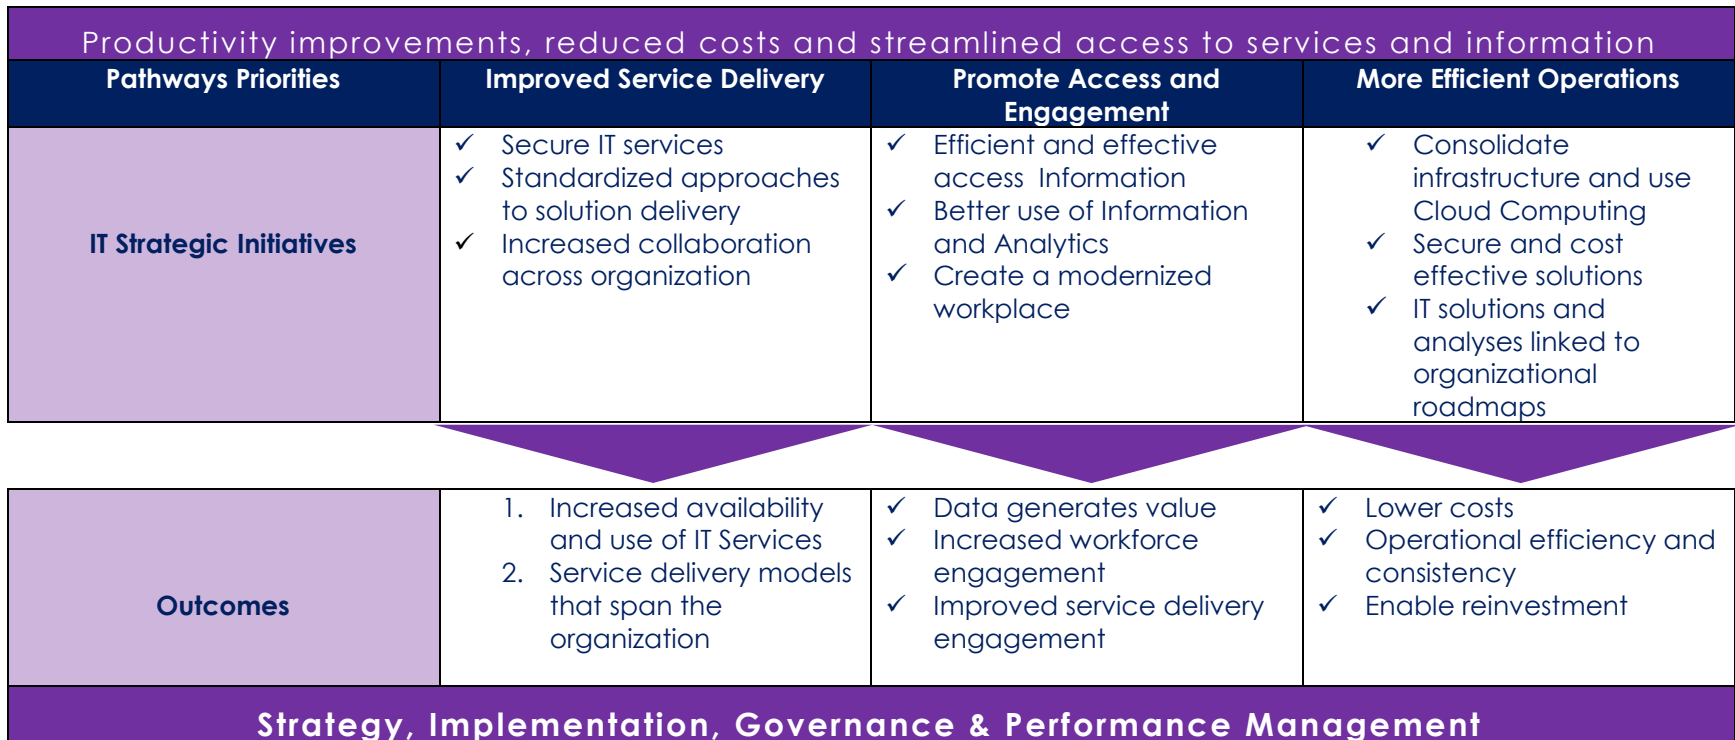 Productivity improvements, reduced costs and streamlined access to services and information
Pathways Priorities
Improved Service Delivery
Promote Access and
Engagement
More Efficient Operations
IT Strategic Initiatives
✓ Secure IT services
✓ Standardized approaches
to solution delivery
✓ Increased collaboration
across organization
✓ Efficient and effective
access  Information
✓ Better use of Information
and Analytics
✓ Create a modernized
workplace
✓ Consolidate
infrastructure and use
Cloud Computing
✓ Secure and cost
effective solutions
✓ IT solutions and
analyses linked to
organizational
roadmaps
Outcomes
1. Increased availability
and use of IT Services
2. Service delivery models
that span the
organization
✓ Data generates value
✓ Increased workforce
engagement
✓ Improved service delivery
engagement
✓ Lower costs
✓ Operational efficiency and
consistency
✓ Enable reinvestment
Strategy, Implementation, Governance & Performance Management